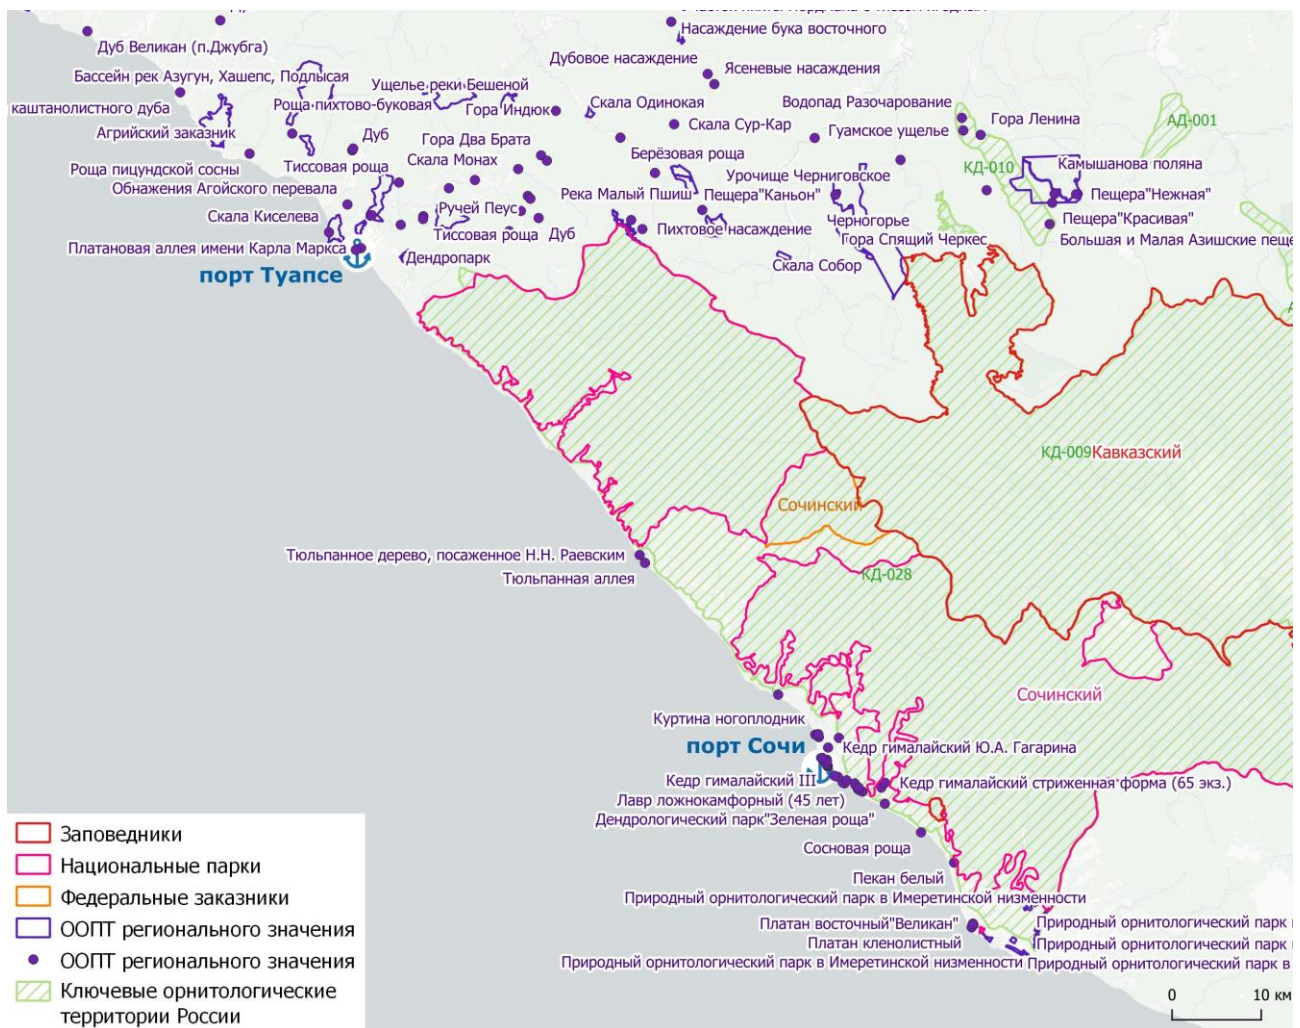 Дуб Великан (п.Джубга)
Насаждение бука восточного
Дубовое насаждение
Ясеневые насаждения
Бассейн рек Азугун, Хашепс, Подлысая
Ущелье реки Бешеной
каштанолистного дуба
Роща пихтово-буковая
Гора Индюк
Скала Одинокая
Водопад Разочарование
Гора Ленина
АД-001
Агрийский заказник
Дуб
Гора Два Брата
Скала Сур-Кар
Гуамское ущелье
Роща пицундской сосны
Тиссовая роща
Скала Монах
Берёзовая роща
КД-010
Камышанова поляна
Обнажения Агойского перевала
Урочище Черниговское
Река Малый Пшиш
Пещера"Каньон"
Пещера"Нежная"
Скала Киселева
Ручей Пеус
Черногорье
Пещера"Красивая"
Тиссовая роща
Дуб
Пихтовое насаждение
Гора Спящий Черкес
Большая и Малая Азишские пеще
Платановая аллея имени Карла Маркса
Дендропарк
Скала Собор
порт Туапсе
КД-009
Кавказский
Сочинский
Тюльпанное дерево, посаженное Н.Н. Раевским
Тюльпанная аллея
КД-028
Сочинский
Куртина ногоплодник
порт Сочи
Кедр гималайский Ю.А. Гагарина
Кедр гималайский III
Кедр гималайский стриженная форма (65 экз.)
Лавр ложнокамфорный (45 лет)
Дендрологический парк"Зеленая роща"
Сосновая роща
Пекан белый
Природный орнитологический парк в Имеретинской низменности
Платан восточный"Великан"
Природный орнитологический парк
Платан кленолистный
Природный орнитологический парк
Природный орнитологический парк в Имеретинской низменности
Природный орнитологический парк в
Заповедники
Национальные парки
Федеральные заказники
ООПТ регионального значения
ООПТ регионального значения
Ключевые орнитологические
территории России
0 10 км